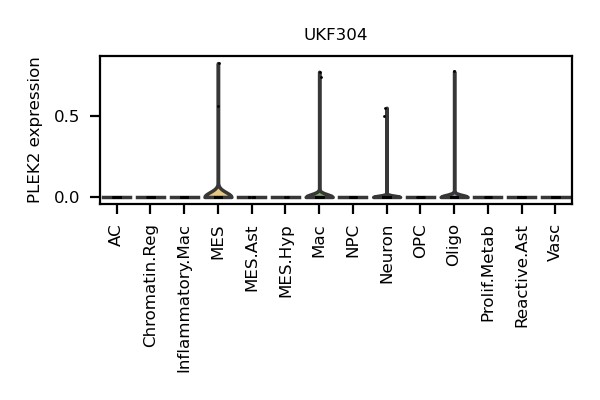 UKF304
PLEK2 expression
0.5
0.0
AC
Chromatin.Reg
Inflammatory.Mac
MES
MES.Ast
MES.Hyp
Mac
NPC
Neuron
OPC
Oligo
Prolif.Metab
Reactive.Ast
Vasc